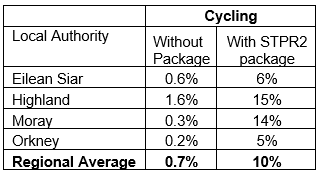 Cycling
Local Authority Without Package With STPR2 package
Eilean Siar 0.6% 6%
Highland 1.6% 15%
Moray 0.3% 14%
Orkney 0.2% 5%
Regional Average 0.7% 10%